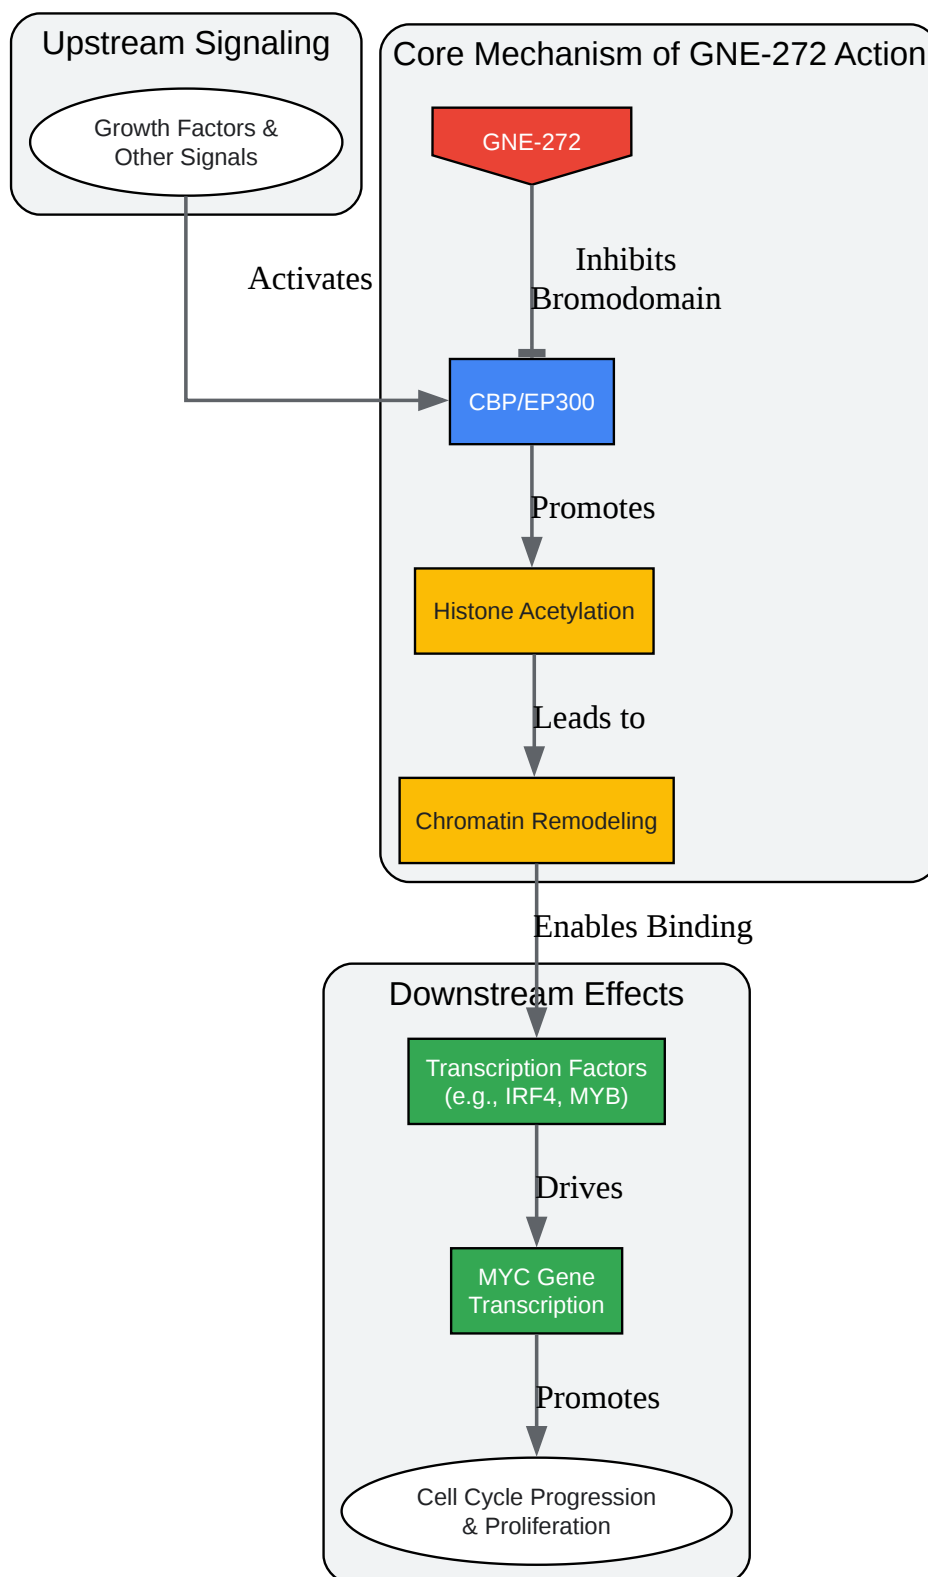 Upstream Signaling
Growth Factors &
Other Signals
Activates
Core Mechanism of GNE-272 Action
GNE-272
Inhibits
Bromodomain
CBP/EP300
Promotes
Histone Acetylation
Leads to
Chromatin Remodeling
Enables Binding
Downstream Effects
Transcription Factors
(e.g., IRF4, MYB)
Drives
MYC Gene
Transcription
Promotes
Cell Cycle Progression
& Proliferation